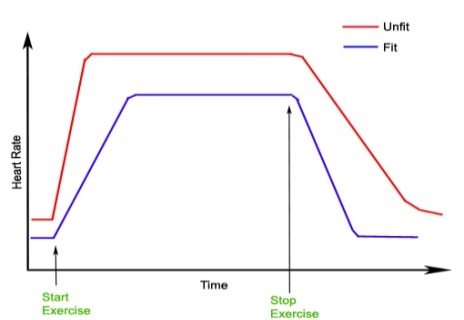 Unfit
Fit
Heart Rate
Time
Start
Exercise
Stop
Exercise